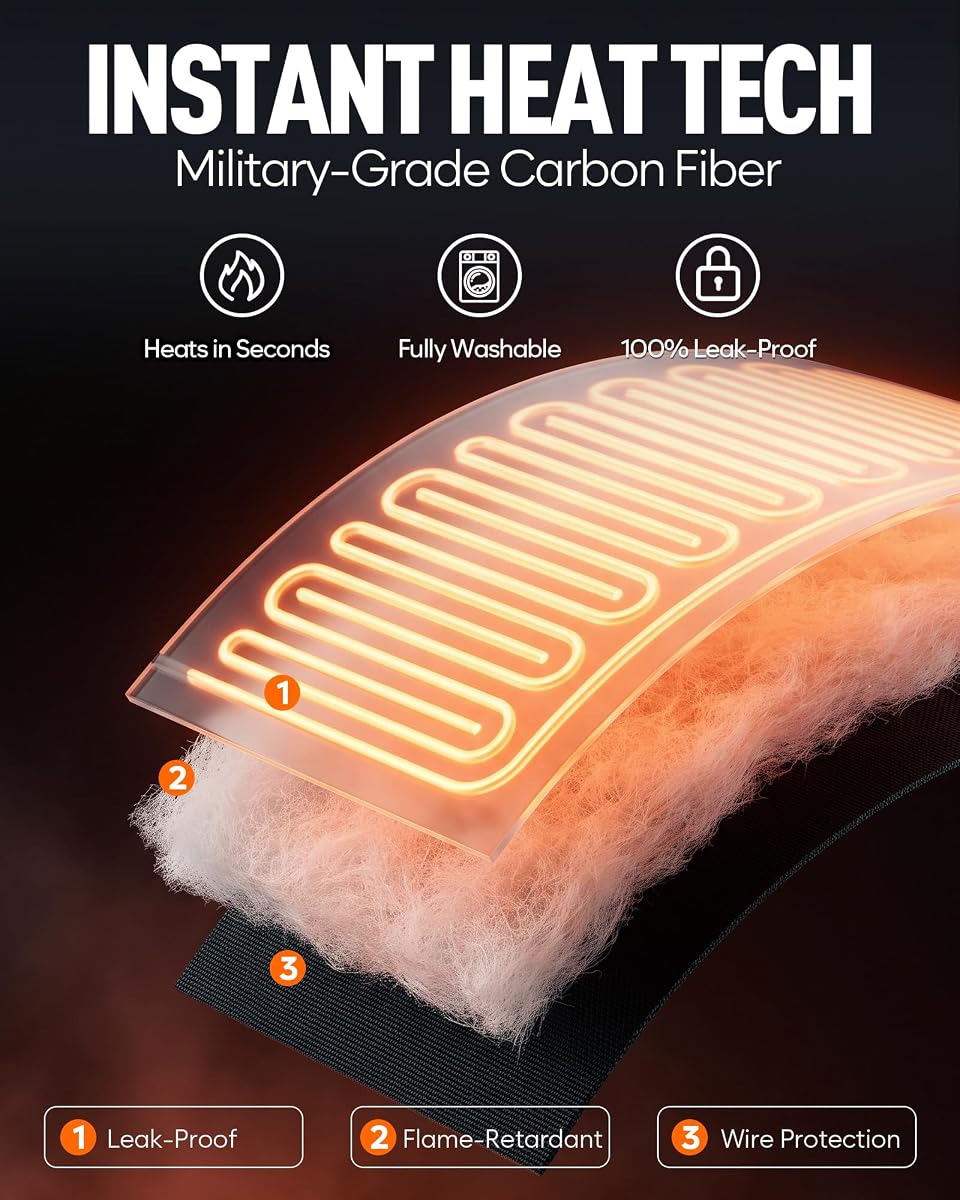 INSTANT HEAT TECH
Military-Grade Carbon Fiber
Heats in Seconds
Fully Washable
100% Leak-Proof
1
2
3
1 Leak-Proof
2 Flame-Retardant
3 Wire Protection